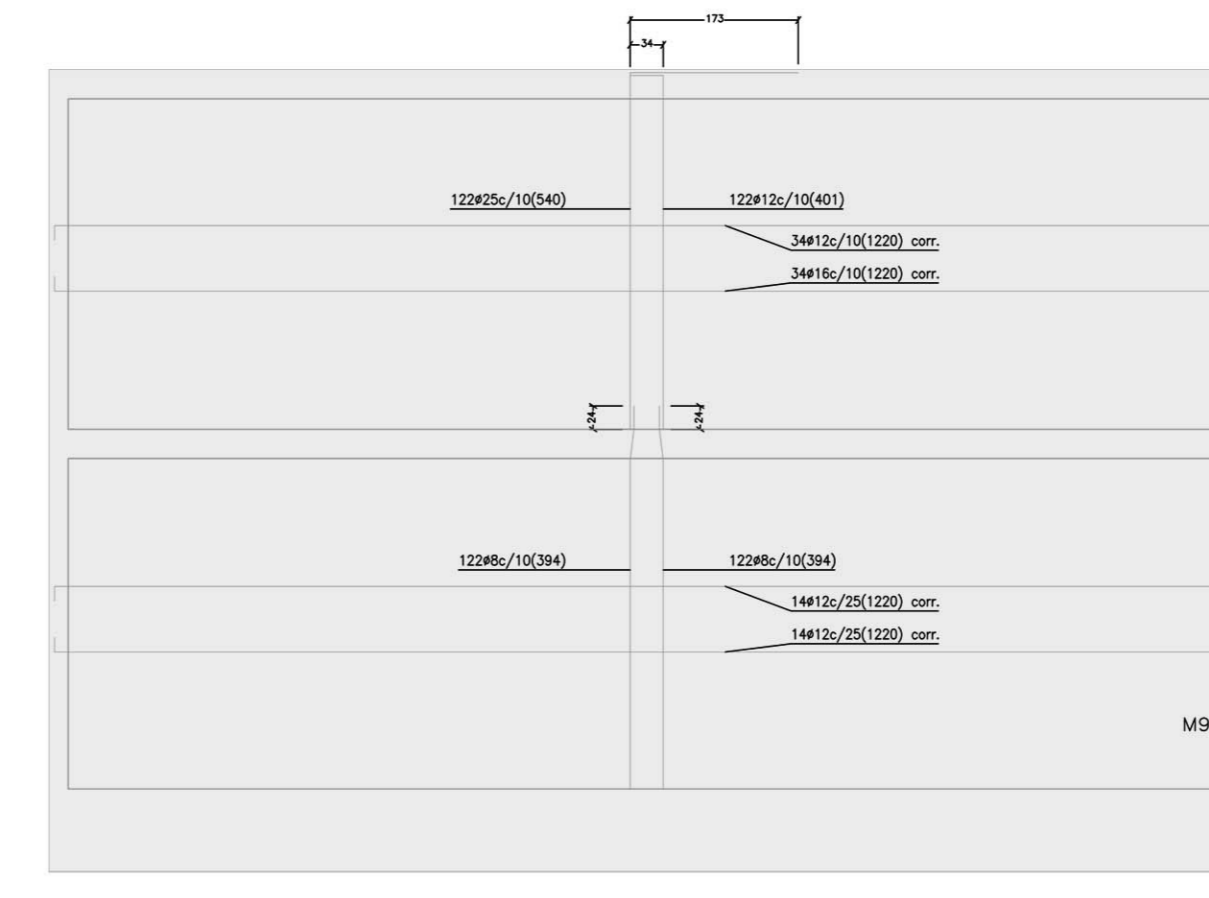 173
34
122ø25c/10(540)
122ø12c/10(401)
34ø12c/10(1220) corr.
34ø16c/10(1220) corr.
24
24
122ø8c/10(394)
122ø8c/10(394)
14ø12c/25(1220) corr.
14ø12c/25(1220) corr.
M9